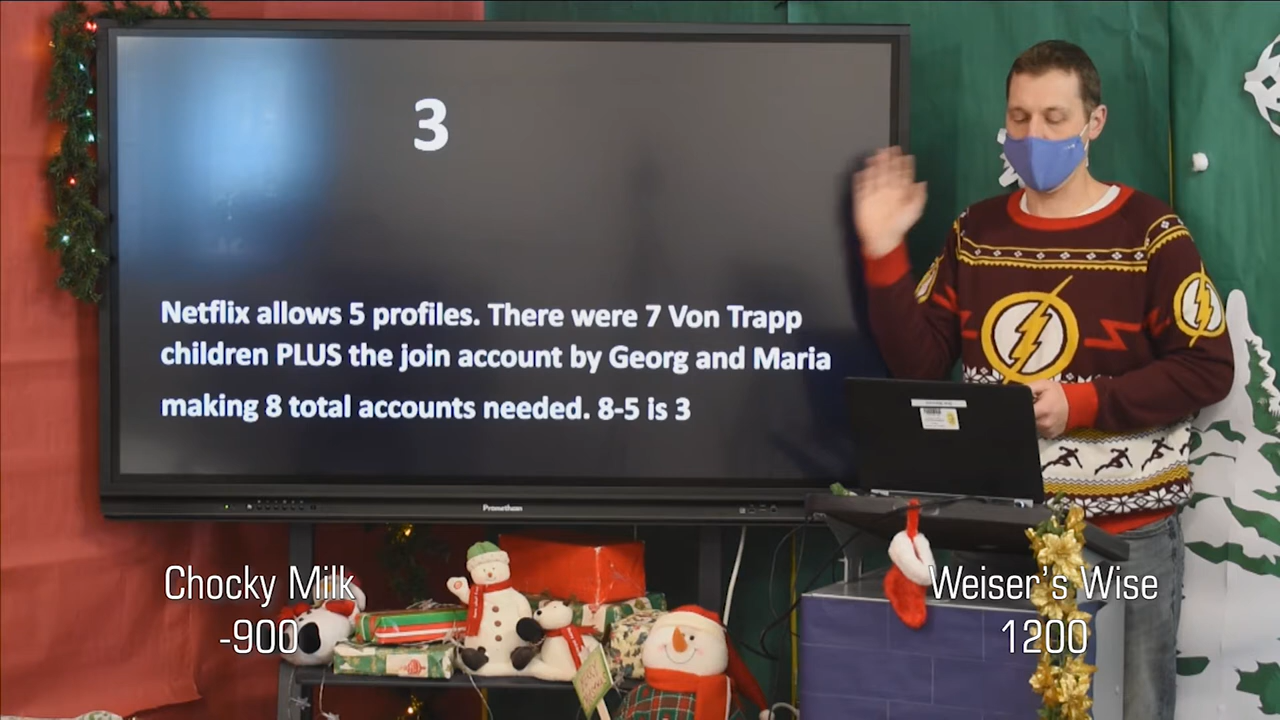 3
Netflix allows 5 profiles. There were 7 Von Trapp
children PLUS the join account by Georg and Maria
making 8 total accounts needed. 8-5 is 3
Promethean
Chocky Milk
-900
Weiser's Wise
1200